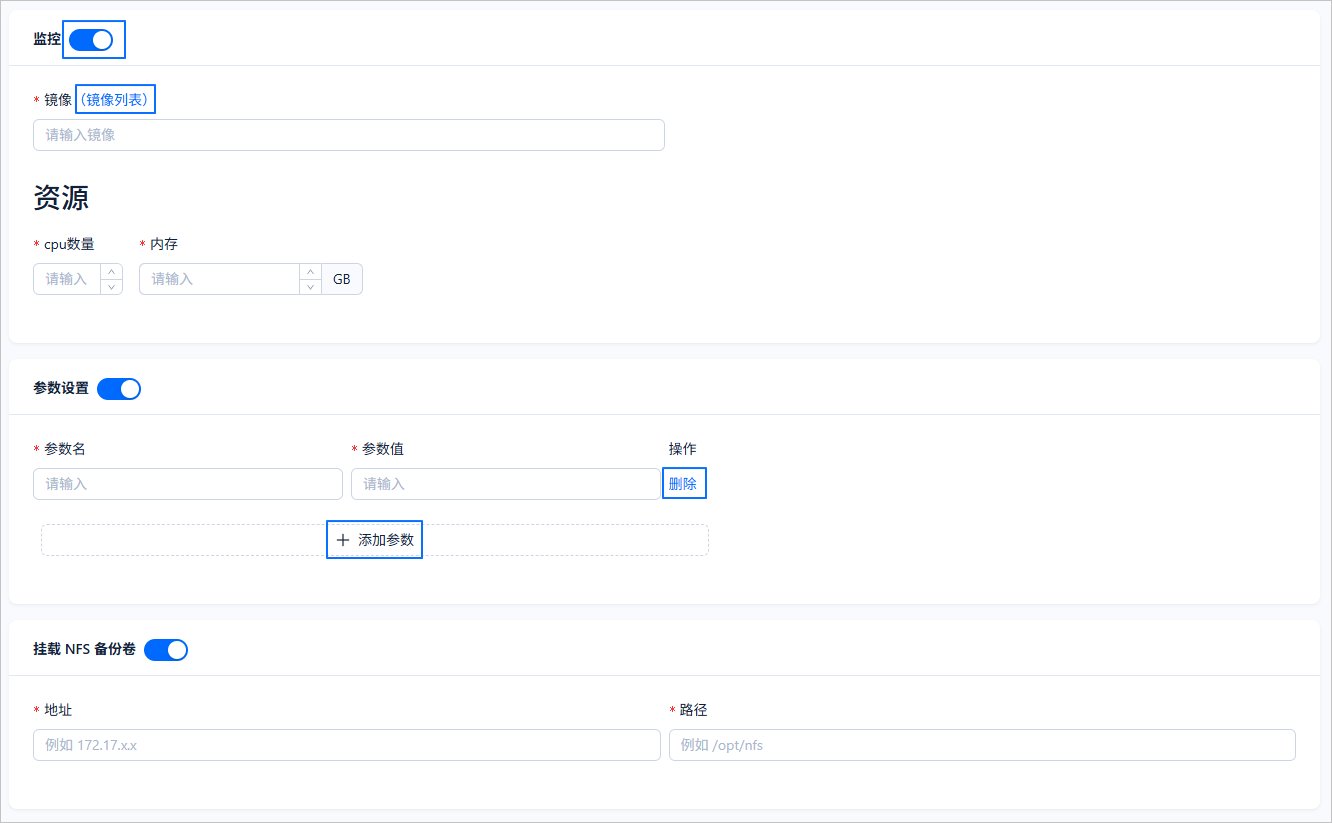 监控
* 镜像 (镜像列表)
请输入镜像
资源
* cpu数量 * 内存
请输入 请输入 GB
参数设置
* 参数名 * 参数值 操作
请输入 请输入 删除
+ 添加参数
挂载 NFS 备份卷
* 地址 * 路径
例如 172.17.x.x 例如 /opt/nfs